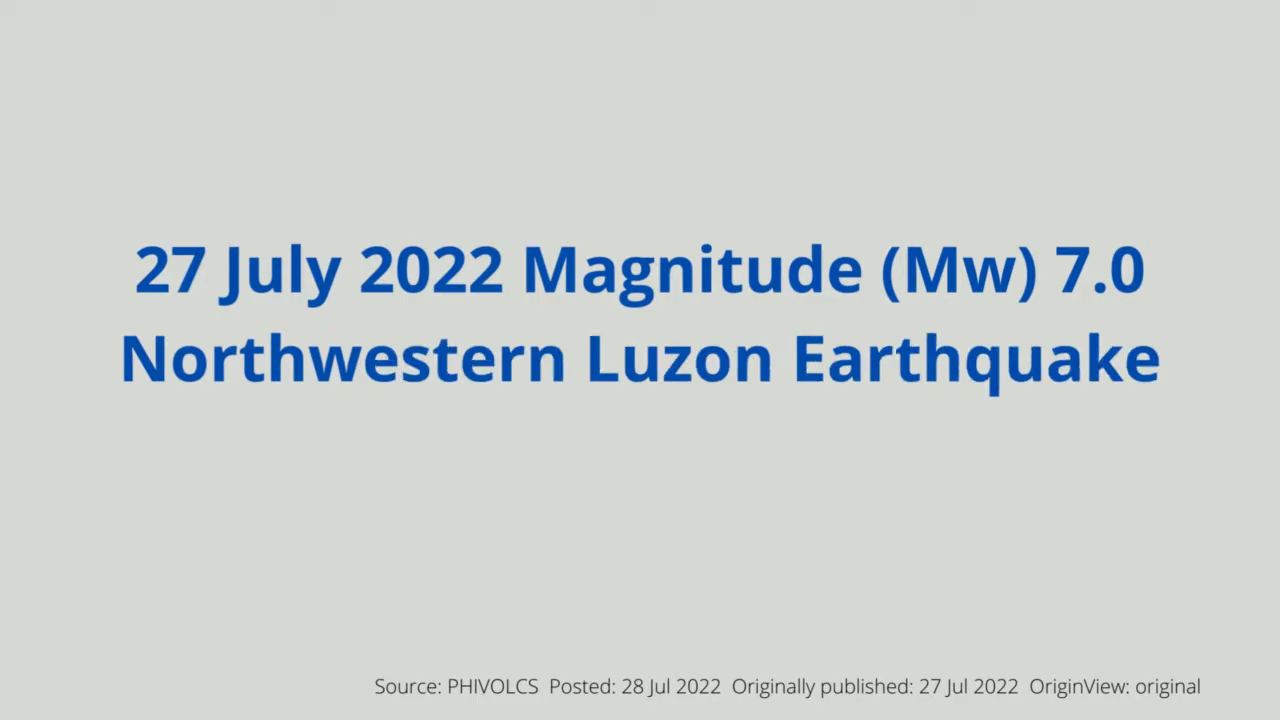 27 July 2022 Magnitude (Mw) 7.0
Northwestern Luzon Earthquake
Source: PHIVOLCS  Posted: 28 Jul 2022  Originally published: 27 Jul 2022  OriginView: original